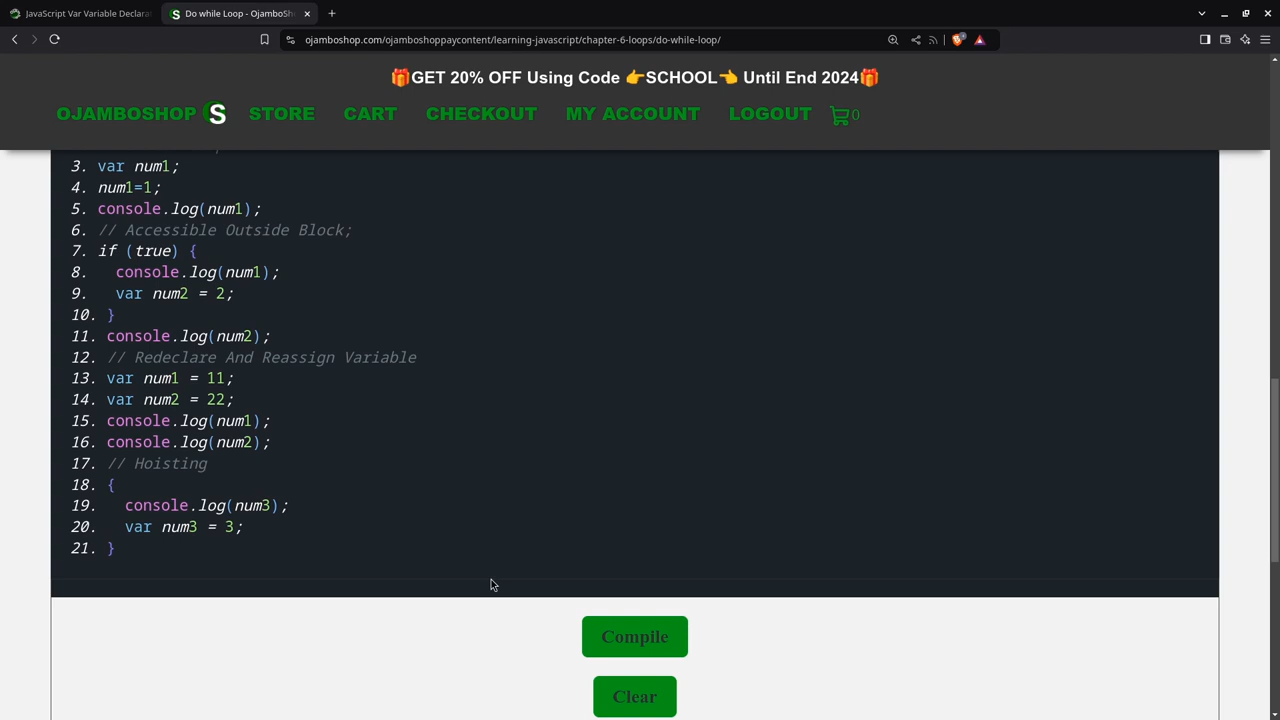 JavaScript Var Variable Declarat
Do while Loop - OjamboSh
ojamboshop.com/ojamboshoppaycontent/learning-javascript/chapter-6-loops/do-while-loop/
🎁GET 20% OFF Using Code 👉SCHOOL👈 Until End 2024🎁
OJAMBOSHOP S STORE CART CHECKOUT MY ACCOUNT LOGOUT 0
3. var num1;
4. num1=1;
5. console.log(num1);
6. // Accessible Outside Block;
7. if (true) {
8. console.log(num1);
9. var num2 = 2;
10. }
11. console.log(num2);
12. // Redeclare And Reassign Variable
13. var num1 = 11;
14. var num2 = 22;
15. console.log(num1);
16. console.log(num2);
17. // Hoisting
18. {
19. console.log(num3);
20. var num3 = 3;
21. }
Compile
Clear